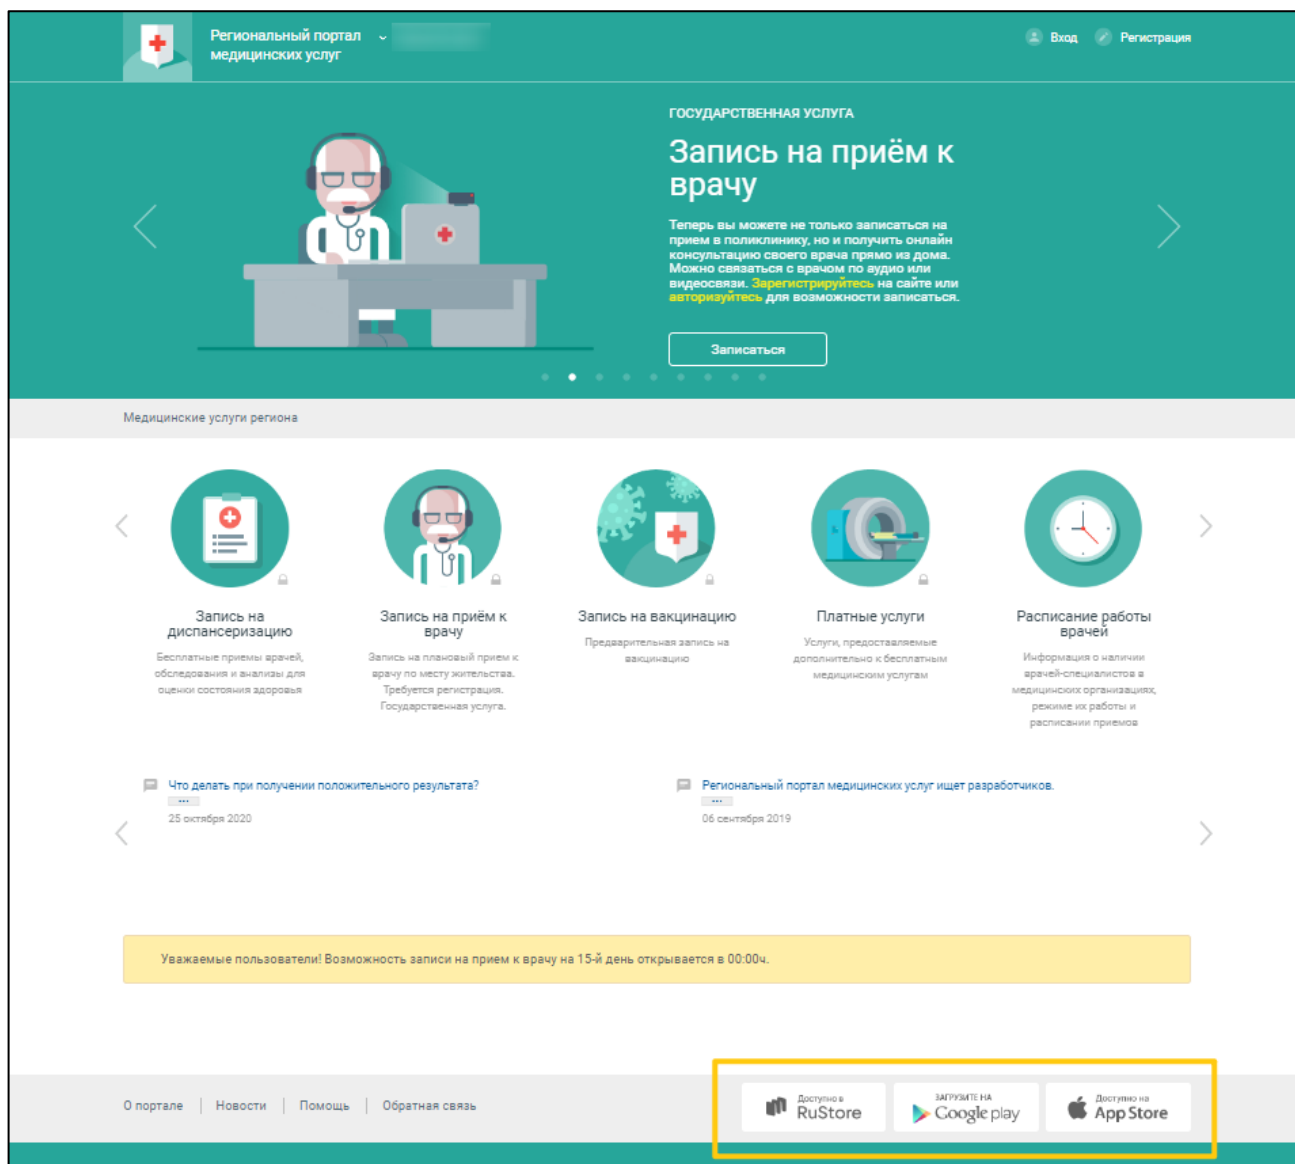 Региональный портал
медицинских услуг
Вход
Регистрация
ГОСУДАРСТВЕННАЯ УСЛУГА
Запись на приём к
врачу
Теперь вы можете не только записаться на
прием в поликлинику, но и получить онлайн
консультацию своего врача прямо из дома.
Можно связаться с врачом по аудио или
видеосвязи. Зарегистрируйтесь на сайте или
авторизуйтесь для возможности записаться.
Записаться
Медицинские услуги региона
Запись на
диспансеризацию
Бесплатные приемы врачей,
обследования и анализы для
оценки состояния здоровья
Запись на приём к
врачу
Запись на плановый прием к
врачу по месту жительства.
Требуется регистрация.
Государственная услуга.
Запись на вакцинацию
Предварительная запись на
вакцинацию
Платные услуги
Услуги, предоставляемые
дополнительно к бесплатным
медицинским услугам
Расписание работы
врачей
Информация о наличии
врачей-специалистов в
медицинских организациях,
режиме их работы и
расписании приемов
Что делать при получении положительного результата?
...
25 октября 2020
Региональный портал медицинских услуг ищет разработчиков.
...
06 сентября 2019
Уважаемые пользователи! Возможность записи на прием к врачу на 15-й день открывается в 00:00ч.
О портале | Новости | Помощь | Обратная связь
Доступно в
RuStore
ЗАГРУЗИТЕ НА
Google play
Доступно на
App Store